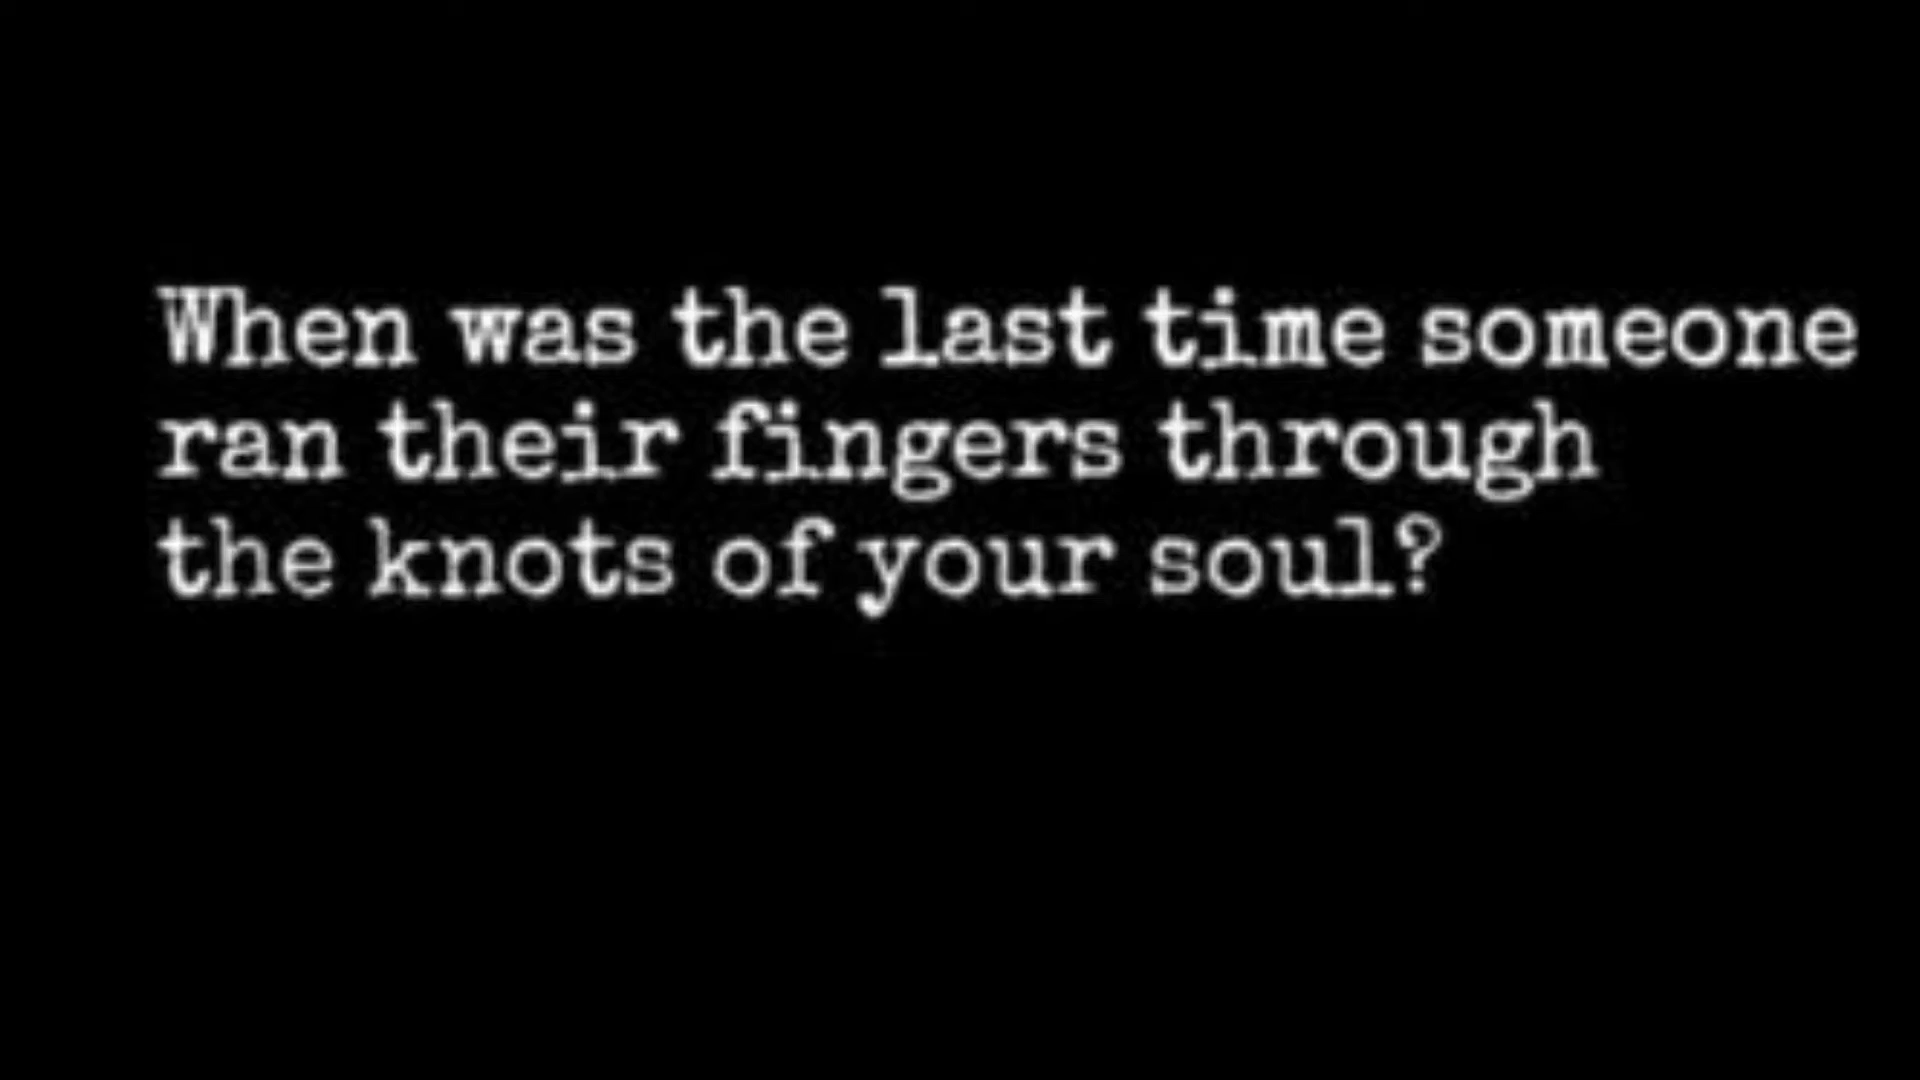 When was the last time someone
ran their fingers through
the knots of your soul?